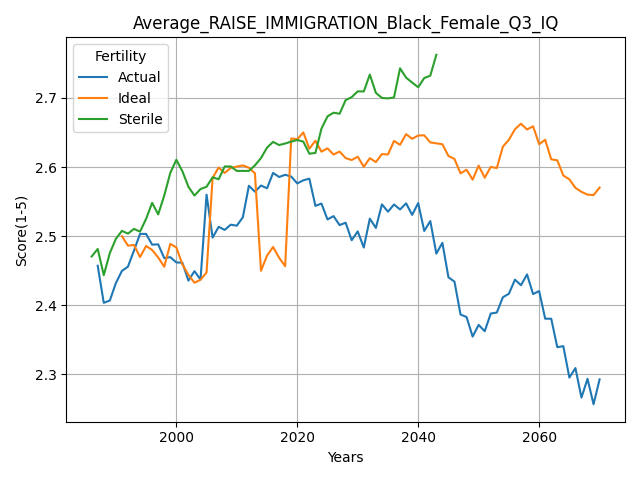 Average_RAISE_IMMIGRATION_Black_Female_Q3_IQ
Fertility
Actual
Ideal
Sterile
Score(1-5)
2.7
2.6
2.5
2.4
2.3
2000
2020
2040
2060
Years